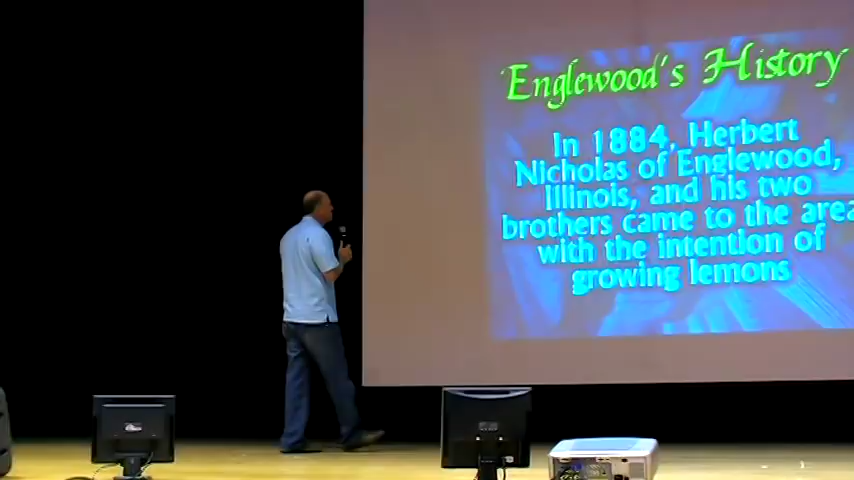 Englewood's History
In 1884, Herbert
Nicholas of Englewood,
Illinois, and his two
brothers came to the area
with the intention of
growing lemons